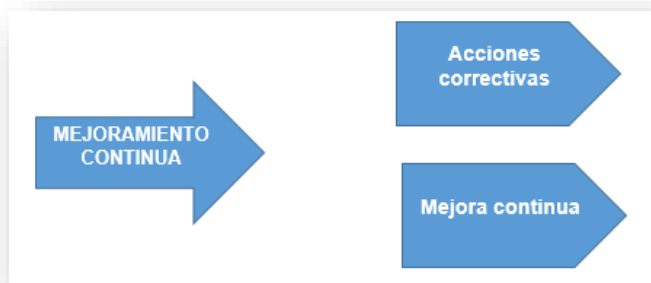 MEJORAMIENTO
CONTINUA
Acciones
correctivas
Mejora continua